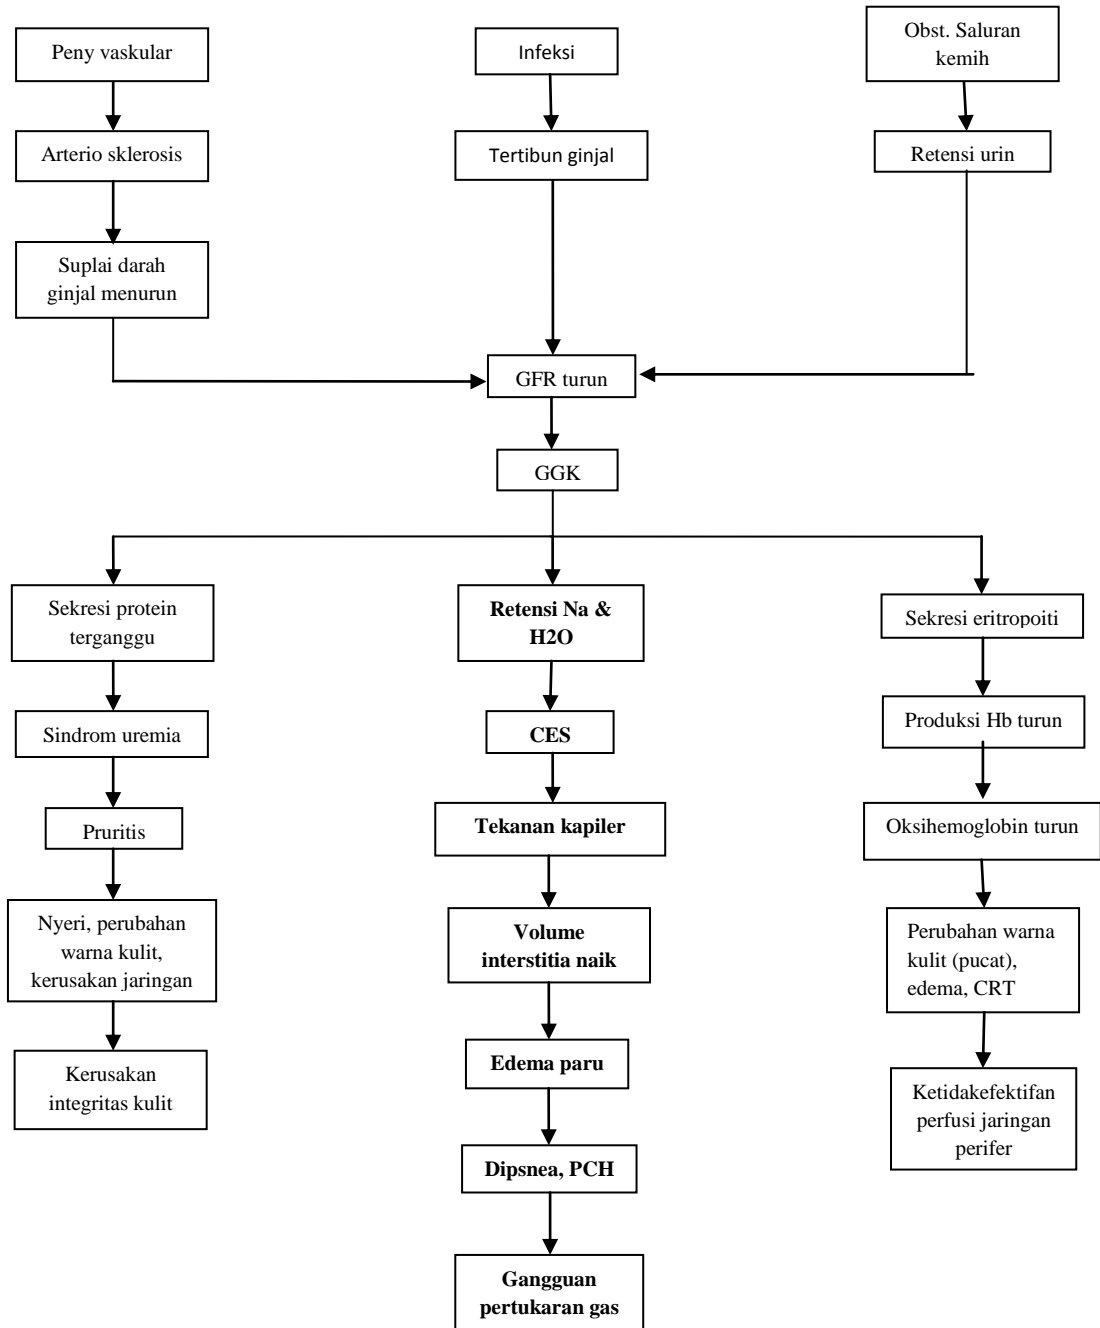 Peny vaskular
Infeksi
Obst. Saluran
kemih
Arterio sklerosis
Tertibun ginjal
Retensi urin
Suplai darah
ginjal menurun
GFR turun
GGK
Sekresi protein
terganggu
Retensi Na &
H2O
Sekresi eritropoiti
Sindrom uremia
CES
Produksi Hb turun
Pruritis
Tekanan kapiler
Oksihemoglobin turun
Nyeri, perubahan
warna kulit,
kerusakan jaringan
Volume
interstitia naik
Perubahan warna
kulit (pucat),
edema, CRT
Kerusakan
integritas kulit
Edema paru
Ketidakefektifan
perfusi jaringan
perifer
Dipsnea, PCH
Gangguan
pertukaran gas